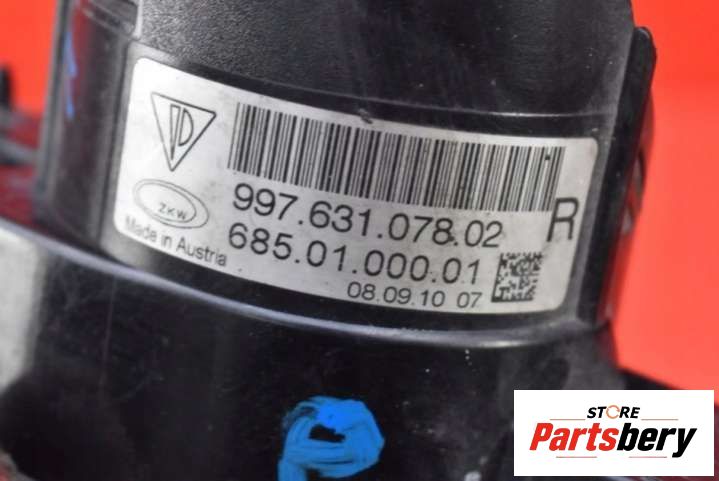 997.631.078.02 R
ZKW
685.01.000.01
Made in Austria
08.09.10 07
P
STORE
Partsbery